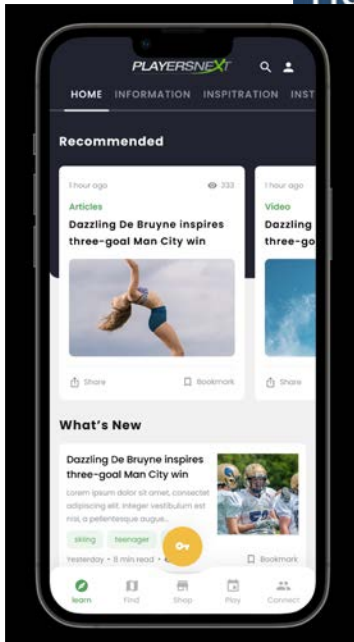 PLAYERSNEXT
HOME INFORMATION INSPITRATION INST
Recommended
1 hour ago 233
Articles
Dazzling De Bruyne inspires
three-goal Man City win
Share Bookmark
1 hour ago
Video
Dazzling
three-go
Share
What's New
Dazzling De Bruyne inspires
three-goal Man City win
Lorem ipsum dolor sit amet, consectet
adipiscing elit. Integer vestibulum est
nisl, a pellentesque augue...
skiing teenager
Yesterday • 8 min read •
Bookmark
learn Find Shop Play Connect